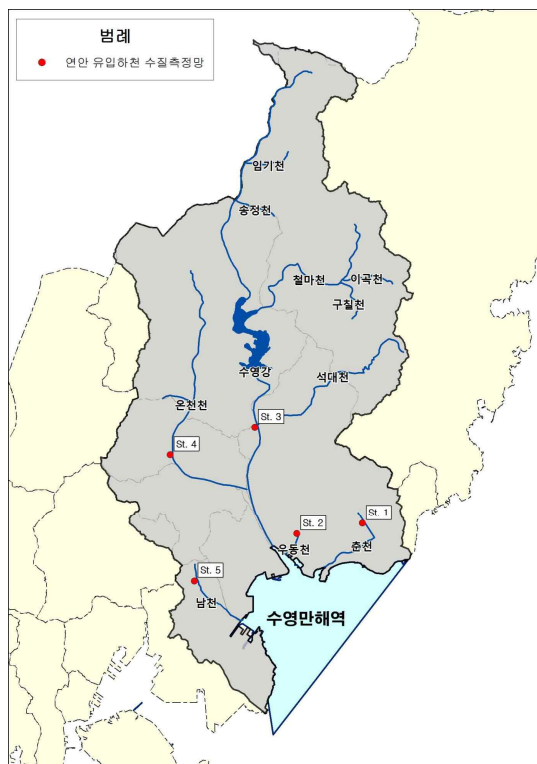 범례
연안 유입하천 수질측정망
임기천
송정천
철마천
이곡천
구칠천
수영강
석대천
온천천
St. 3
St. 4
St. 1
St. 2
우동천
춘천
St. 5
남천
수영만해역